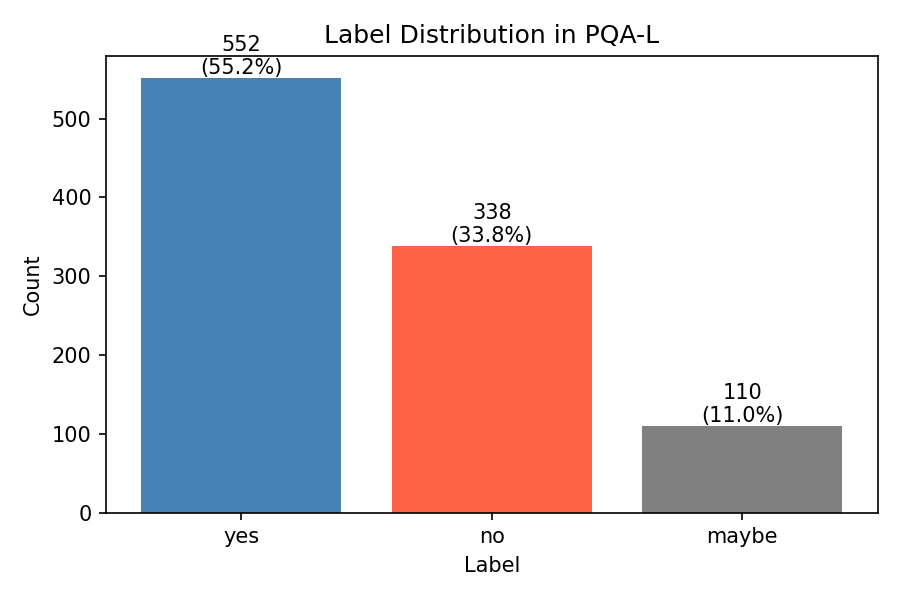 Label Distribution in PQA-L
552
(55.2%)
338
(33.8%)
110
(11.0%)
Count
500
400
300
200
100
0
yes
no
maybe
Label